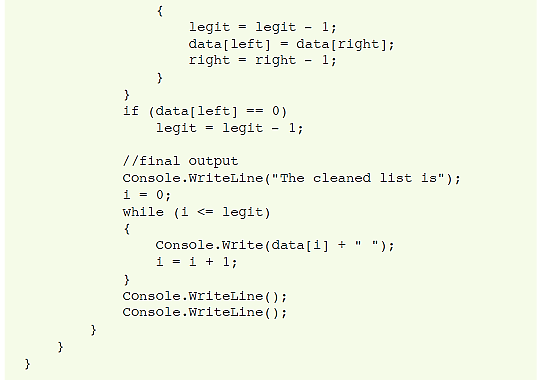 {
legit = legit - 1;
data[left] = data[right];
right = right - 1;
}
}
if (data[left] == 0)
legit = legit - 1;
//final output
Console.WriteLine("The cleaned list is");
i = 0;
while (i <= legit)
{
Console.Write(data[i] + " ");
i = i + 1;
}
Console.WriteLine();
Console.WriteLine();
}
}
}